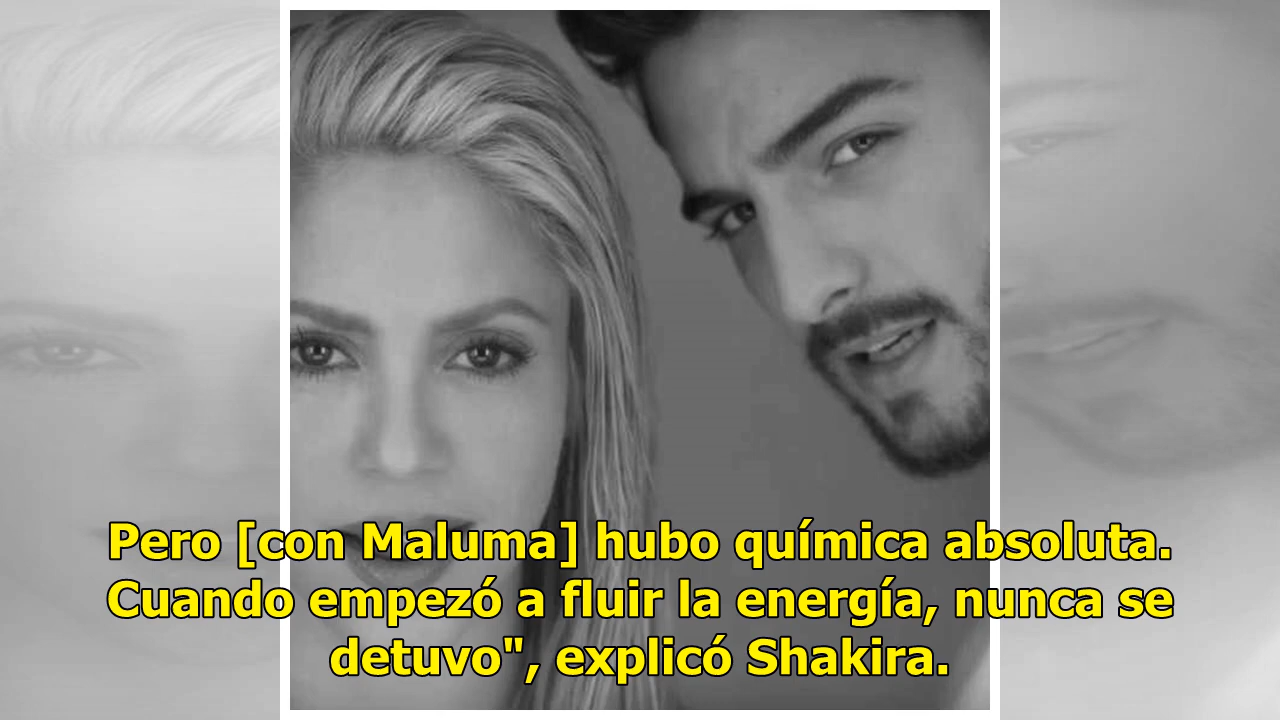 Pero [con Maluma] hubo química absoluta.
Cuando empezó a fluir la energía, nunca se
detuvo", explicó Shakira.